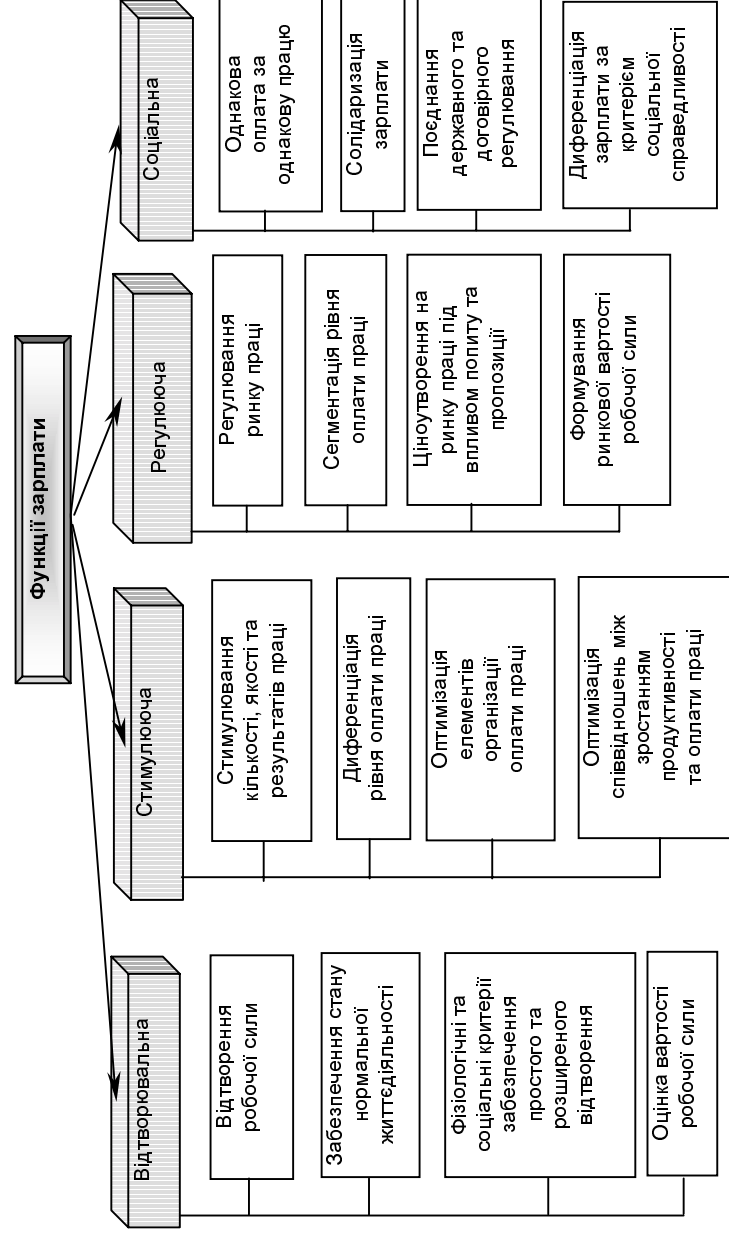 Функції зарплати
Відтворювальна
Відтворення
робочої сили
Забезпечення стану
нормальної
життєдіяльності
Фізіологічні та
соціальні критерії
забезпечення
простого та
розширеного
відтворення
Оцінка вартості
робочої сили
Стимулююча
Стимулювання
кількості, якості та
результатів праці
Диференціація
рівня оплати праці
Оптимізація
елементів
організації
оплати праці
Оптимізація
співвідношень між
зростанням
продуктивності
та оплати праці
Регулююча
Регулювання
ринку праці
Сегментація рівня
оплати праці
Ціноутворення на
ринку праці під
впливом попиту та
пропозиції
Формування
ринкової вартості
робочої сили
Соціальна
Однакова
оплата за
однакову працю
Солідаризація
зарплати
Поєднання
державного та
договірного
регулювання
Диференціація
зарплати за
критерієм
соціальної
справедливості